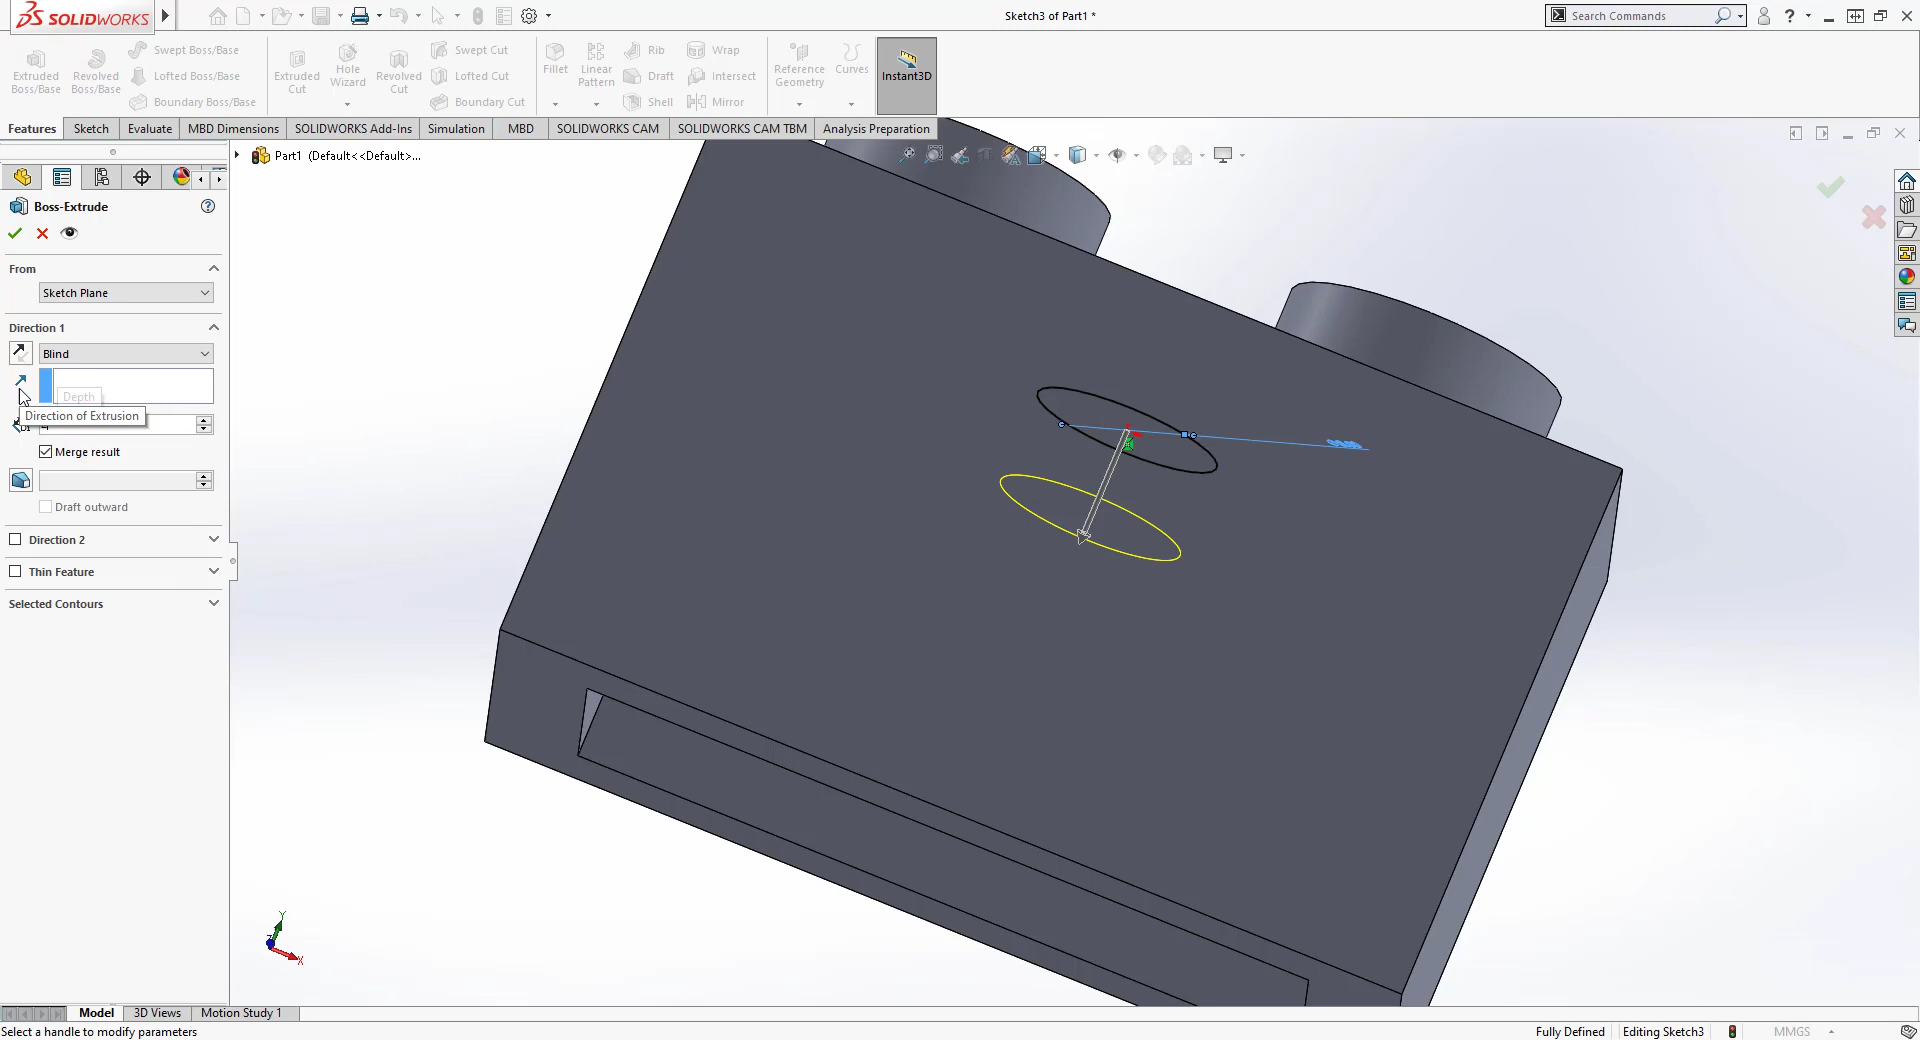 SOLIDWORKS
Sketch3 of Part1 *
Search Commands
Extruded Boss/Base
Revolved Boss/Base
Swept Boss/Base
Lofted Boss/Base
Boundary Boss/Base
Extruded Cut
Hole Wizard
Revolved Cut
Swept Cut
Lofted Cut
Boundary Cut
Fillet
Linear Pattern
Rib
Draft
Shell
Wrap
Intersect
Mirror
Reference Geometry
Curves
Instant3D
Features
Sketch
Evaluate
MBD Dimensions
SOLIDWORKS Add-Ins
Simulation
MBD
SOLIDWORKS CAM
SOLIDWORKS CAM TBM
Analysis Preparation
Part1 (Default<<Default>...
Boss-Extrude
From
Sketch Plane
Direction 1
Blind
Depth
Direction of Extrusion
Merge result
Draft outward
Direction 2
Thin Feature
Selected Contours
Y
Z
X
Model
3D Views
Motion Study 1
Select a handle to modify parameters
Fully Defined
Editing Sketch3
MMGS